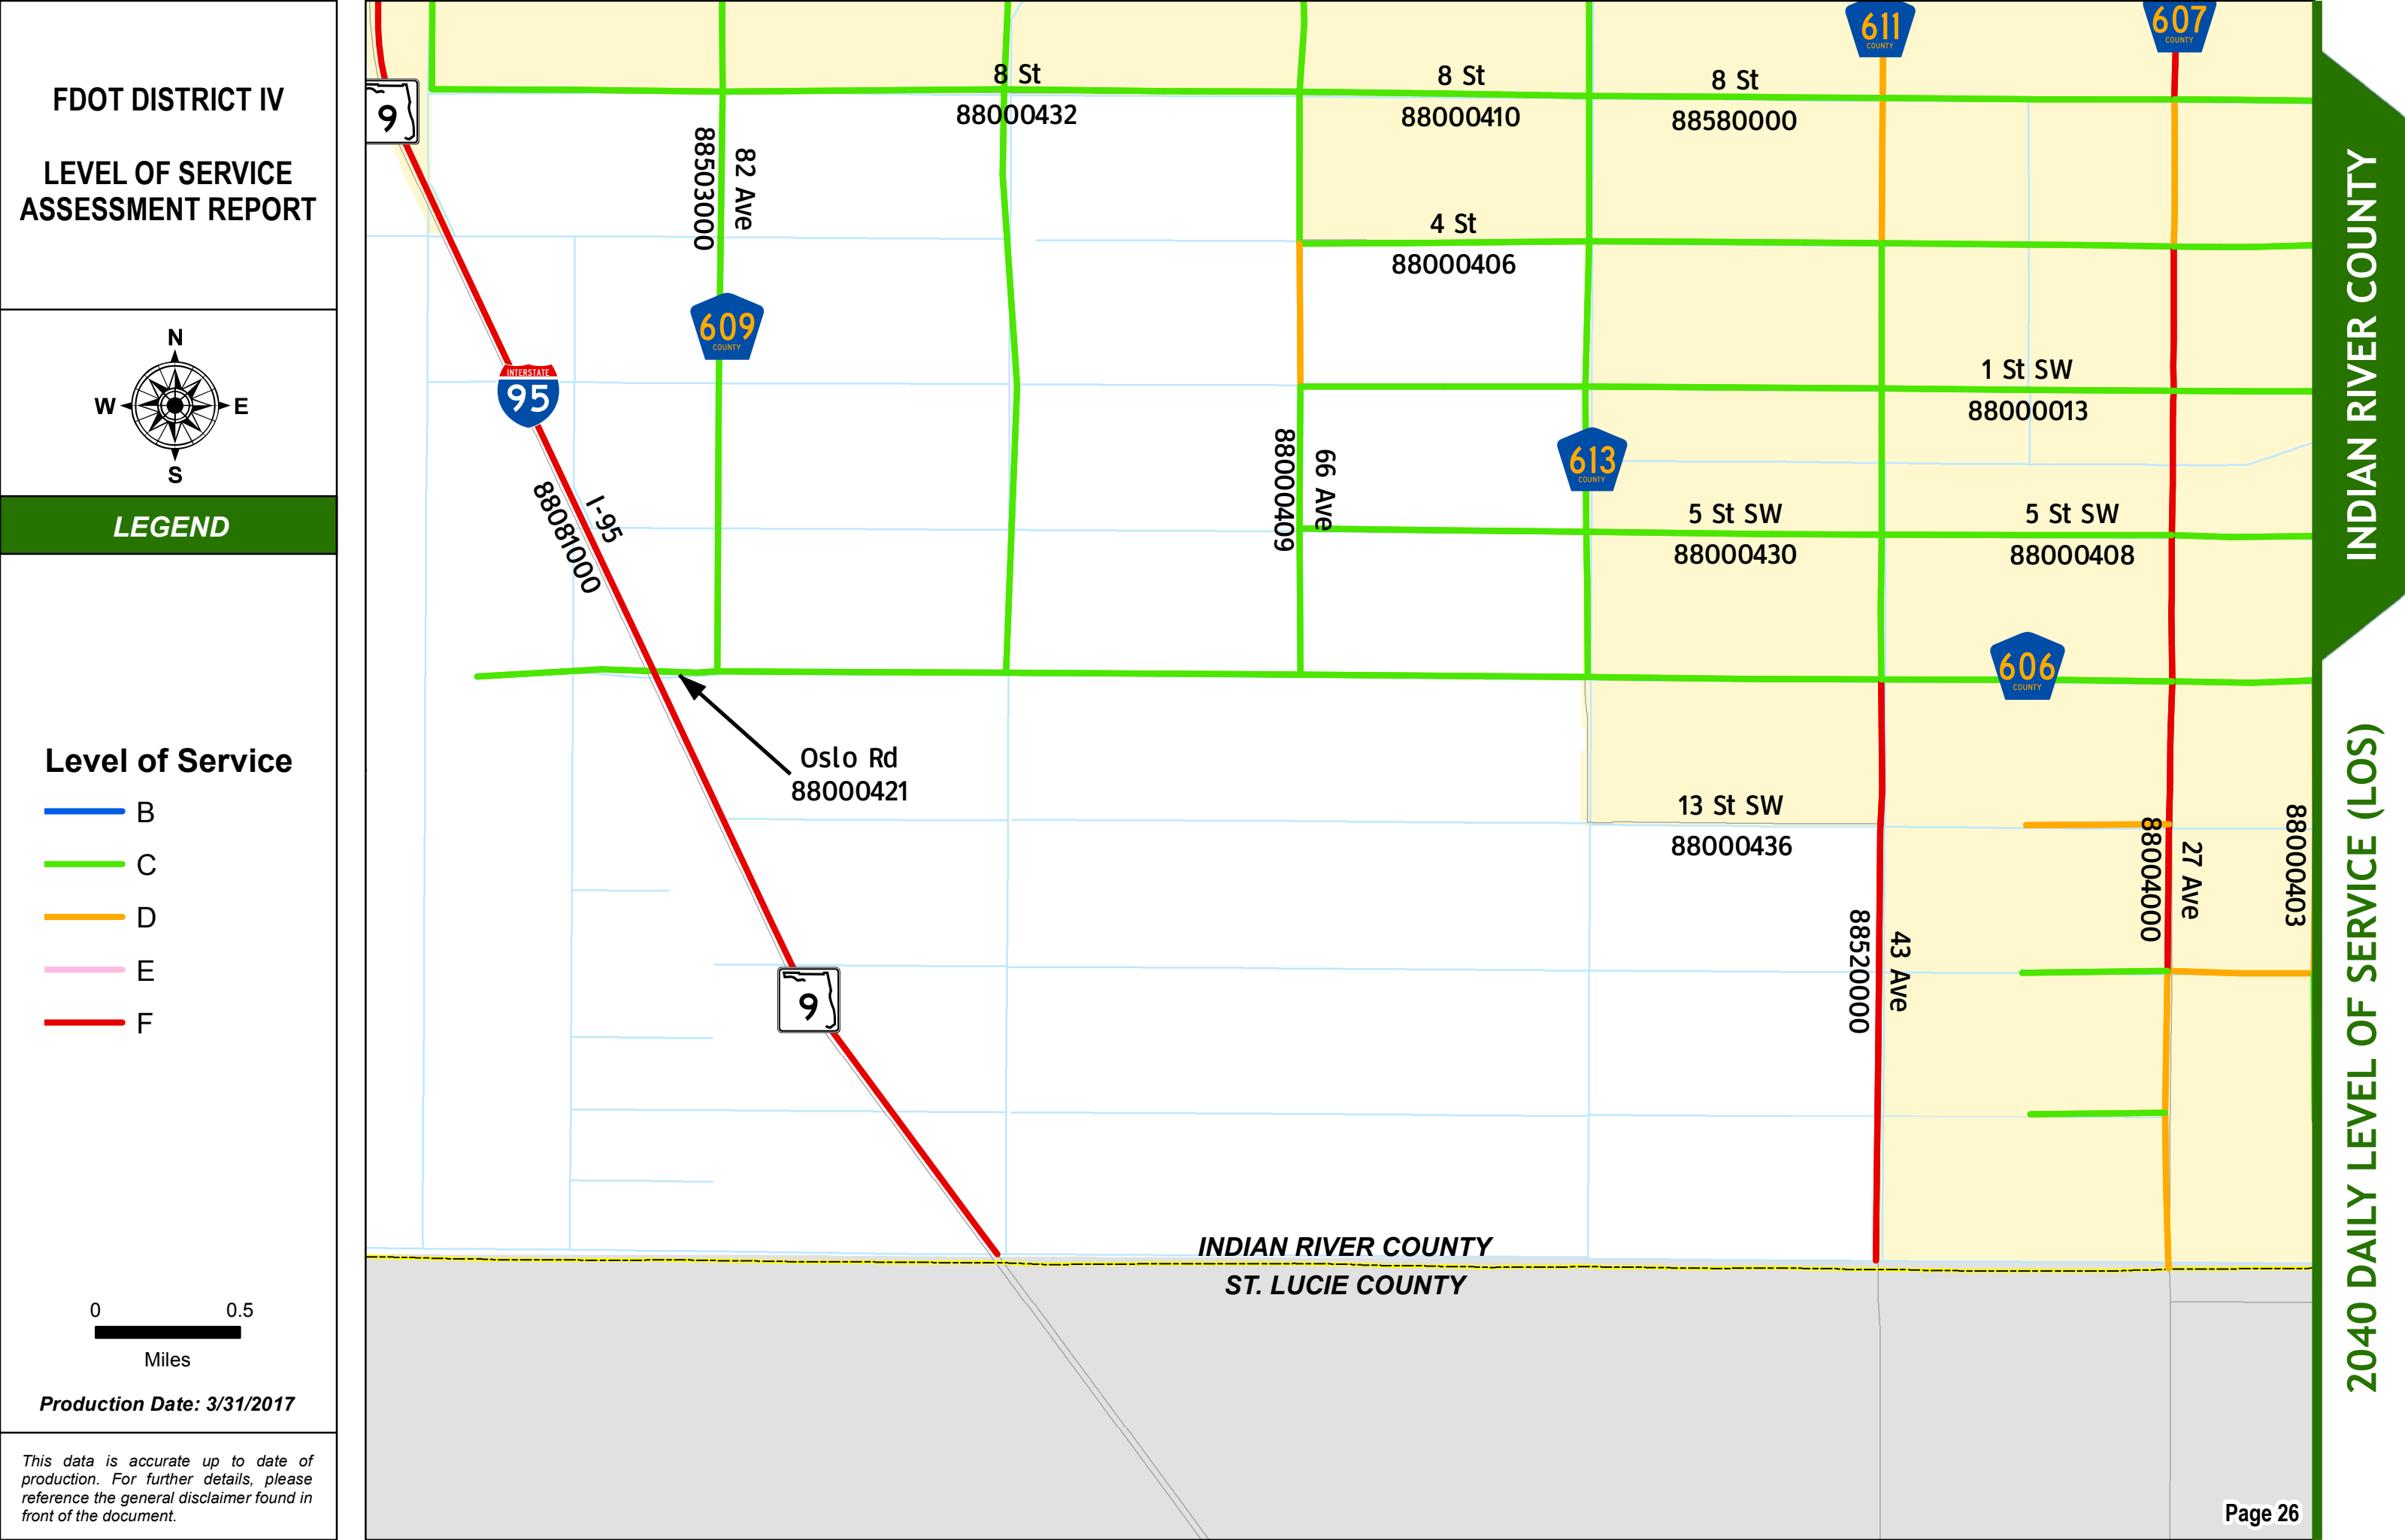 FDOT DISTRICT IV
LEVEL OF SERVICE
ASSESSMENT REPORT
N
W
E
S
LEGEND
Level of Service
B
C
D
E
F
0
0.5
Miles
Production Date: 3/31/2017
This data is accurate up to date of
production. For further details, please
reference the general disclaimer found in
front of the document.
611
COUNTY
607
COUNTY
8 St
88000432
8 St
88000410
8 St
88580000
9
88503000
82 Ave
4 St
88000406
609
COUNTY
INTERSTATE
95
1 St SW
88000013
88000409
66 Ave
613
COUNTY
I-95
88081000
5 St SW
88000430
5 St SW
88000408
606
COUNTY
Oslo Rd
88000421
13 St SW
88000436
88004000
27 Ave
88000403
88520000
43 Ave
9
INDIAN RIVER COUNTY
ST. LUCIE COUNTY
Page 26
INDIAN RIVER COUNTY
2040 DAILY LEVEL OF SERVICE (LOS)